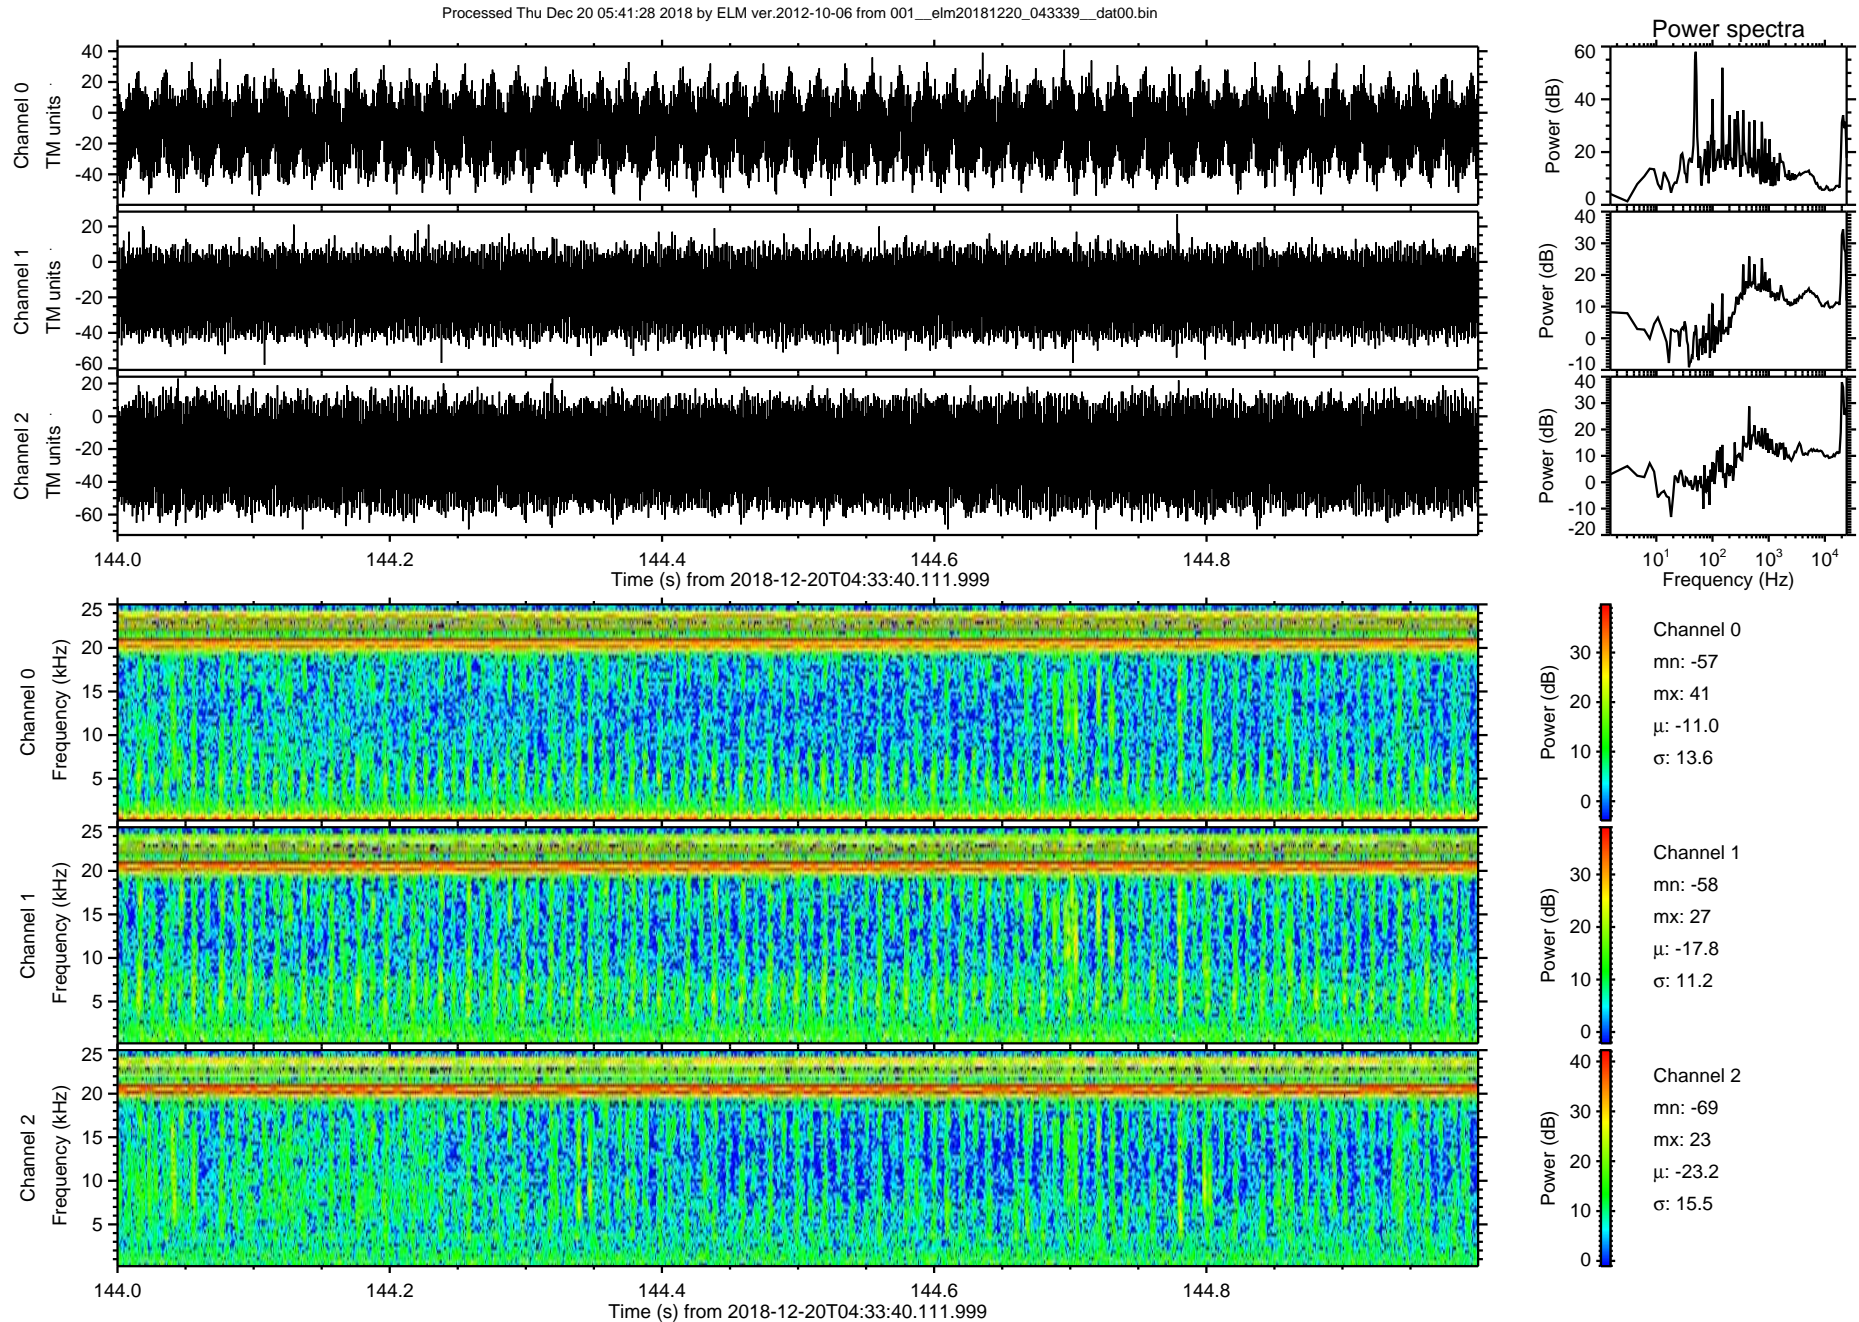 Processed Thu Dec 20 05:41:28 2018 by ELM ver.2012-10-06 from 001__elm20181220_043339__dat00.bin
Power spectra
Channel 0
TM units
40
20
0
-20
-40
Power (dB)
60
40
20
0
Channel 1
TM units
20
0
-20
-40
-60
Power (dB)
40
30
20
10
0
-10
Channel 2
TM units
20
0
-20
-40
-60
Power (dB)
40
30
20
10
0
-10
-20
144.0 144.2 144.4 144.6 144.8
Time (s) from 2018-12-20T04:33:40.111.999
10^1 10^2 10^3 10^4
Frequency (Hz)
Channel 0
Frequency (kHz)
25
20
15
10
5
Power (dB)
30
20
10
0
Channel 0
mn: -57
mx: 41
μ: -11.0
σ: 13.6
Channel 1
Frequency (kHz)
25
20
15
10
5
Power (dB)
30
20
10
0
Channel 1
mn: -58
mx: 27
μ: -17.8
σ: 11.2
Channel 2
Frequency (kHz)
25
20
15
10
5
Power (dB)
40
30
20
10
0
Channel 2
mn: -69
mx: 23
μ: -23.2
σ: 15.5
144.0 144.2 144.4 144.6 144.8
Time (s) from 2018-12-20T04:33:40.111.999